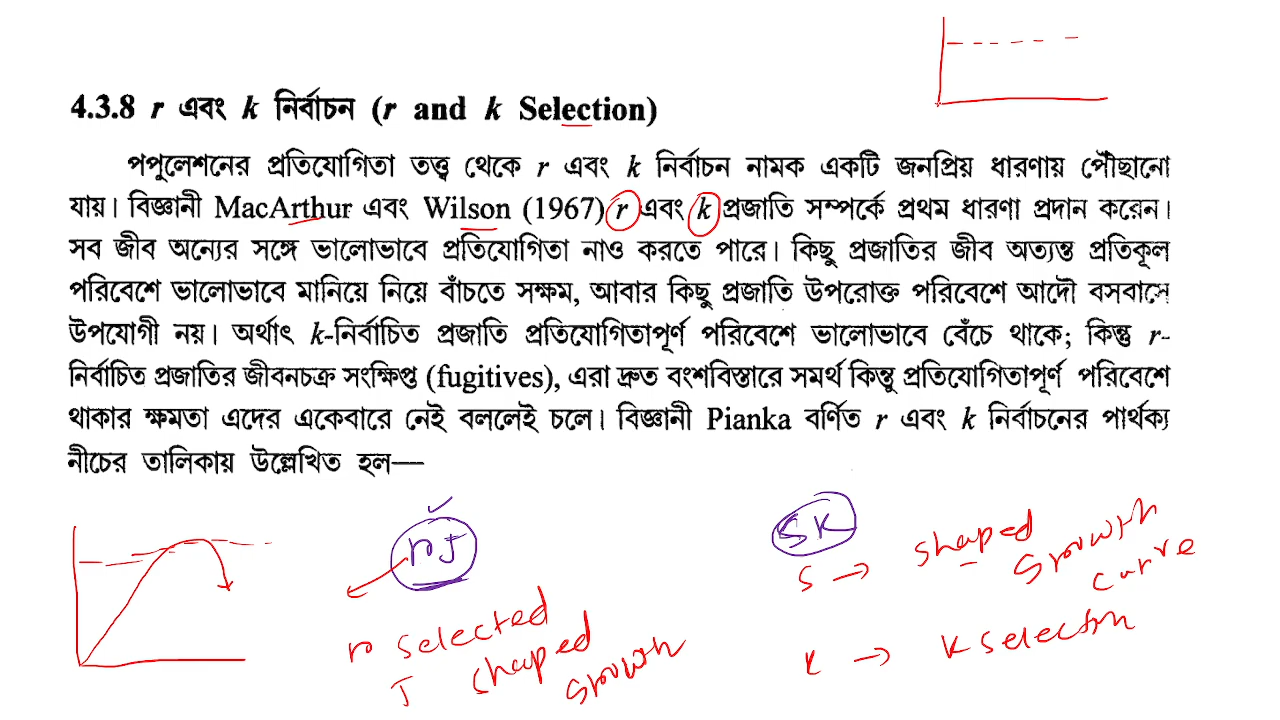 4.3.8 r এবং k নির্বাচন (r and k Selection)
পপুলেশনের প্রতিযোগিতা তত্ত্ব থেকে r এবং k নির্বাচন নামক একটি জনপ্রিয় ধারণায় পৌঁছানো
যায়। বিজ্ঞানী MacArthur এবং Wilson (1967) r এবং k প্রজাতি সম্পর্কে প্রথম ধারণা প্রদান করেন।
সব জীব অন্যের সঙ্গে ভালোভাবে প্রতিযোগিতা নাও করতে পারে। কিছু প্রজাতির জীব অত্যন্ত প্রতিকূল
পরিবেশে ভালোভাবে মানিয়ে নিয়ে বাঁচতে সক্ষম, আবার কিছু প্রজাতি উপরোক্ত পরিবেশে আদৌ বসবাসে
উপযোগী নয়। অর্থাৎ k-নির্বাচিত প্রজাতি প্রতিযোগিতাপূর্ণ পরিবেশে ভালোভাবে বেঁচে থাকে; কিন্তু r-
নির্বাচিত প্রজাতির জীবনচক্র সংক্ষিপ্ত (fugitives), এরা দ্রুত বংশবিস্তারে সমর্থ কিন্তু প্রতিযোগিতাপূর্ণ পরিবেশে
থাকার ক্ষমতা এদের একেবারে নেই বললেই চলে। বিজ্ঞানী Pianka বর্ণিত r এবং k নির্বাচনের পার্থক্য
নীচের তালিকায় উল্লেখিত হল—
r J
r selected
J shaped
growth
SK
S → shaped
growth
curve
K → K selection